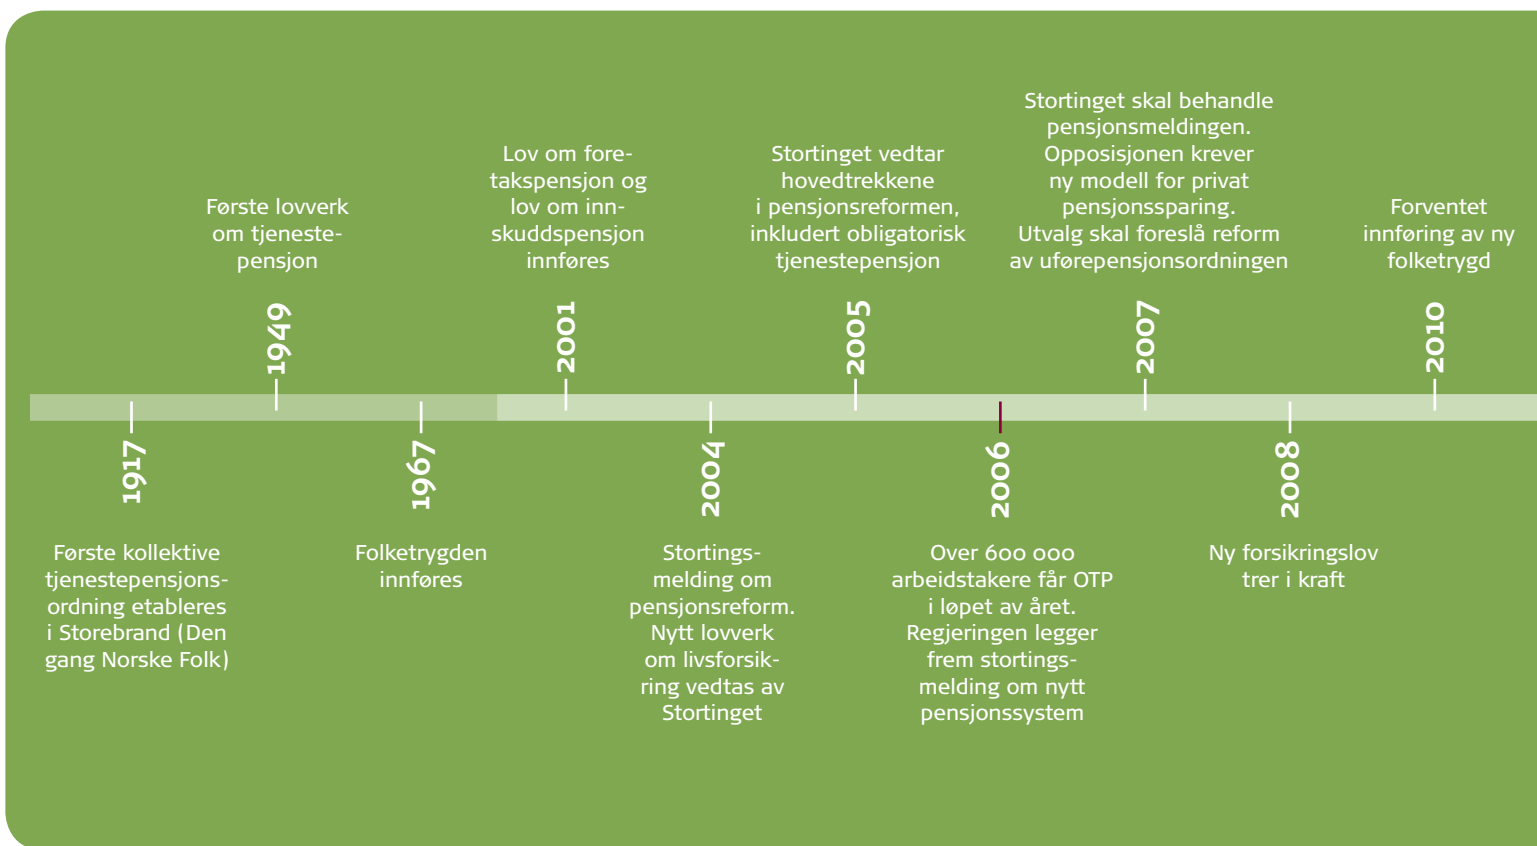 Første kollektive
tjenestepensjons-
ordning etableres
i Storebrand (Den
gang Norske Folk)
1917
Første lovverk
om tjeneste-
pensjon
1949
1967
Folketrygden
innføres
Lov om fore-
takspensjon og
lov om inn-
skuddspensjon
innføres
2001
2004
Stortings-
melding om
pensjonsreform.
Nytt lovverk
om livsforsik-
ring vedtas av
Stortinget
Stortinget vedtar
hovedtrekkene
i pensjonsreformen,
inkludert obligatorisk
tjenestepensjon
2005
2006
Over 600 000
arbeidstakere får OTP
i løpet av året.
Regjeringen legger
frem stortings-
melding om nytt
pensjonssystem
Stortinget skal behandle
pensjonsmeldingen.
Opposisjonen krever
ny modell for privat
pensjonssparing.
Utvalg skal foreslå reform
av uførepensjonsordningen
2007
2008
Ny forsikringslov
trer i kraft
Forventet
innføring av ny
folketrygd
2010